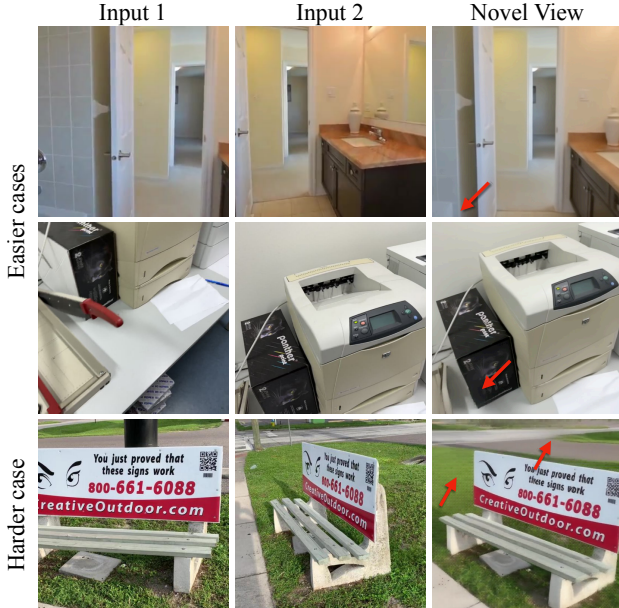 Input 1
Input 2
Novel View
Easier cases
panther
panther
Harder case
You just proved that
these signs work
800-661-6088
CreativeOutdoor.com
You just proved that
these signs work
800-661-6088
CreativeOutdoor.com
You just proved that
these signs work
800-661-6088
CreativeOutdoor.com